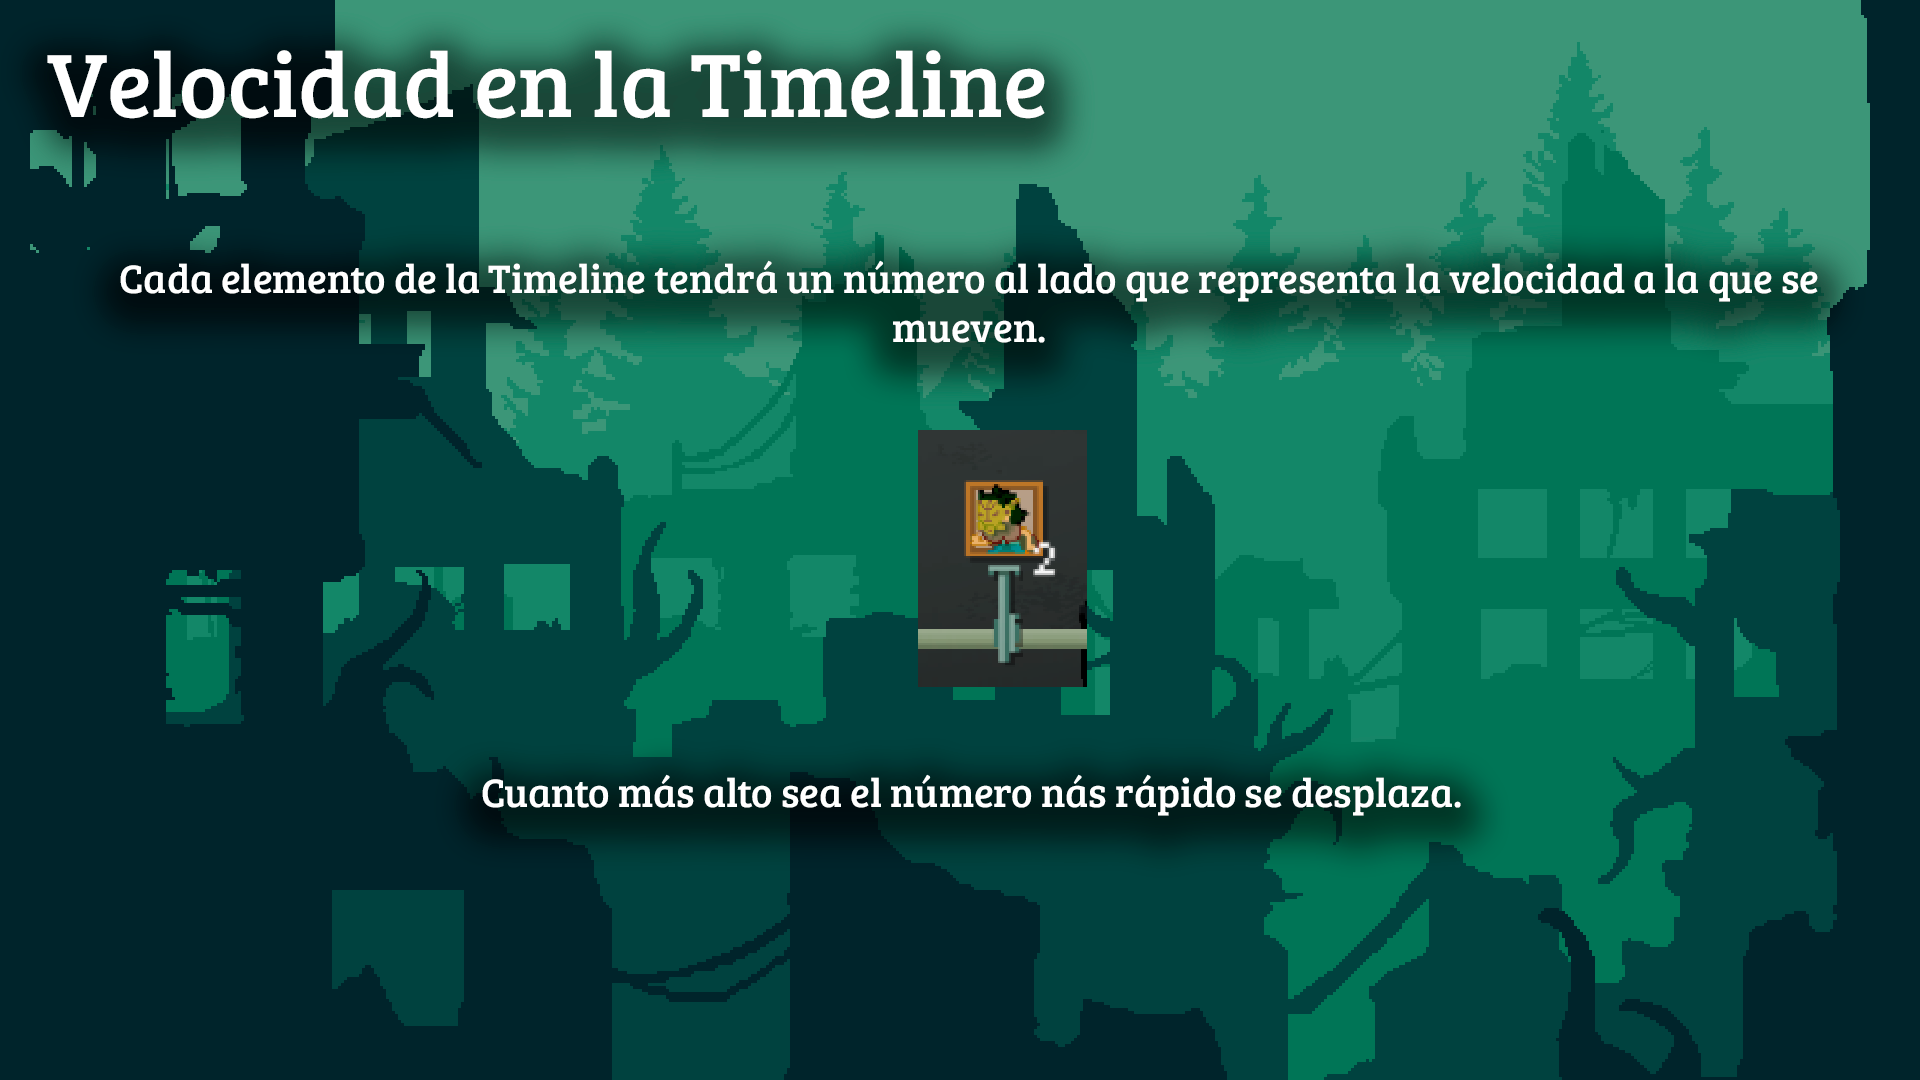 Velocidad en la Timeline
Cada elemento de la Timeline tendrá un número al lado que representa la velocidad a la que se
mueven.
2
Cuanto más alto sea el número nás rápido se desplaza.